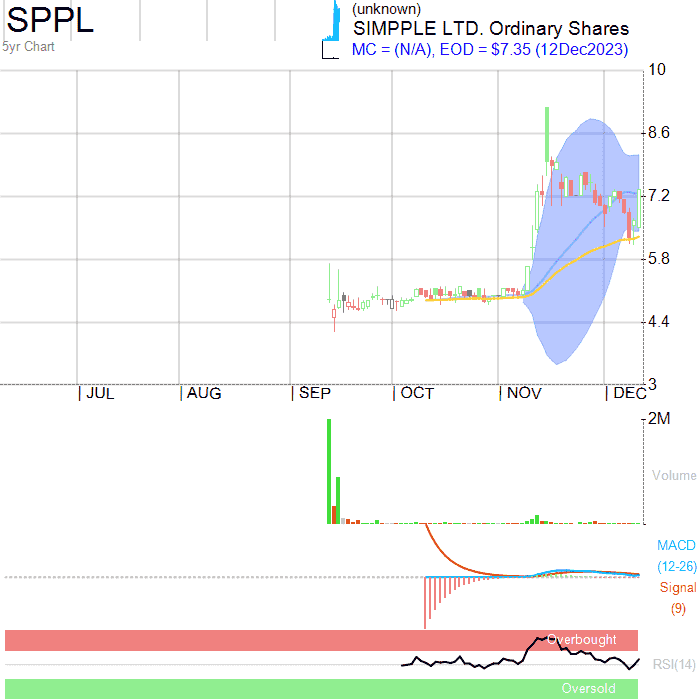 SPPL
5yr Chart
(unknown)
SIMPPLE LTD. Ordinary Shares
MC = (N/A), EOD = $7.35 (12Dec2023)
10
8.6
7.2
5.8
4.4
3
JUL
AUG
SEP
OCT
NOV
DEC
2M
Volume
MACD
(12-26)
Signal
(9)
Overbought
RSI(14)
Oversold